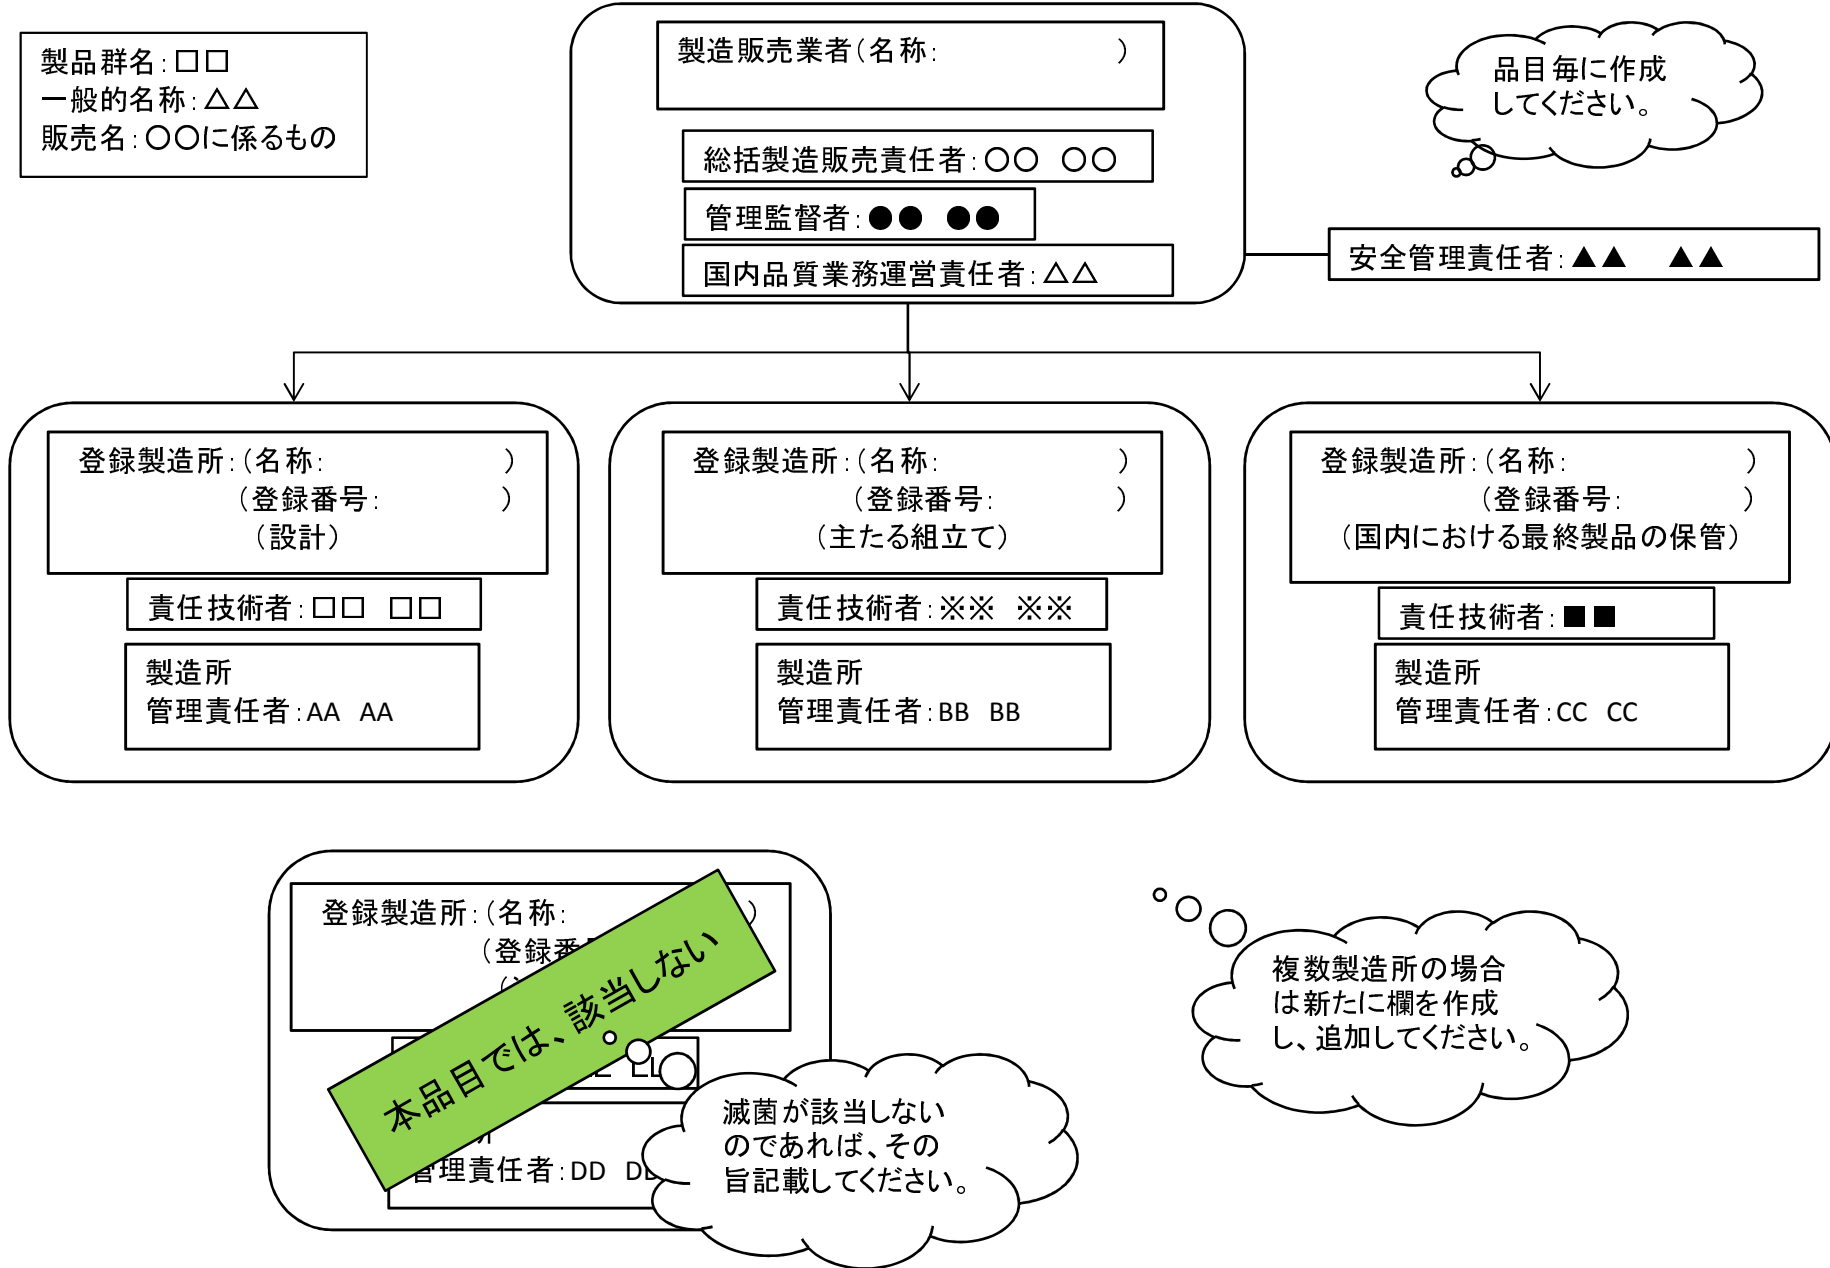 製品群名：□□
一般的名称：△△
販売名：○○に係るもの
製造販売業者（名称：　　　　　　）
総括製造販売責任者：○○　○○
管理監督者：●●　●●
国内品質業務運営責任者：△△
品目毎に作成
してください。
安全管理責任者：▲▲　▲▲
登録製造所：（名称：　　　　　　）
（登録番号：　　　　）
（設計）
責任技術者：□□　□□
製造所
管理責任者：AA　AA
登録製造所：（名称：　　　　　　）
（登録番号：　　　　）
（主たる組立て）
責任技術者：※※　※※
製造所
管理責任者：BB　BB
登録製造所：（名称：　　　　　　）
（登録番号：　　　　）
（国内における最終製品の保管）
責任技術者：■■
製造所
管理責任者：CC　CC
登録製造所：（名称：　　　　　　）
（登録番
本品目では、該当しない
管理責任者：DD　DD
滅菌が該当しない
のであれば、その
旨記載してください。
複数製造所の場合
は新たに欄を作成
し、追加してください。